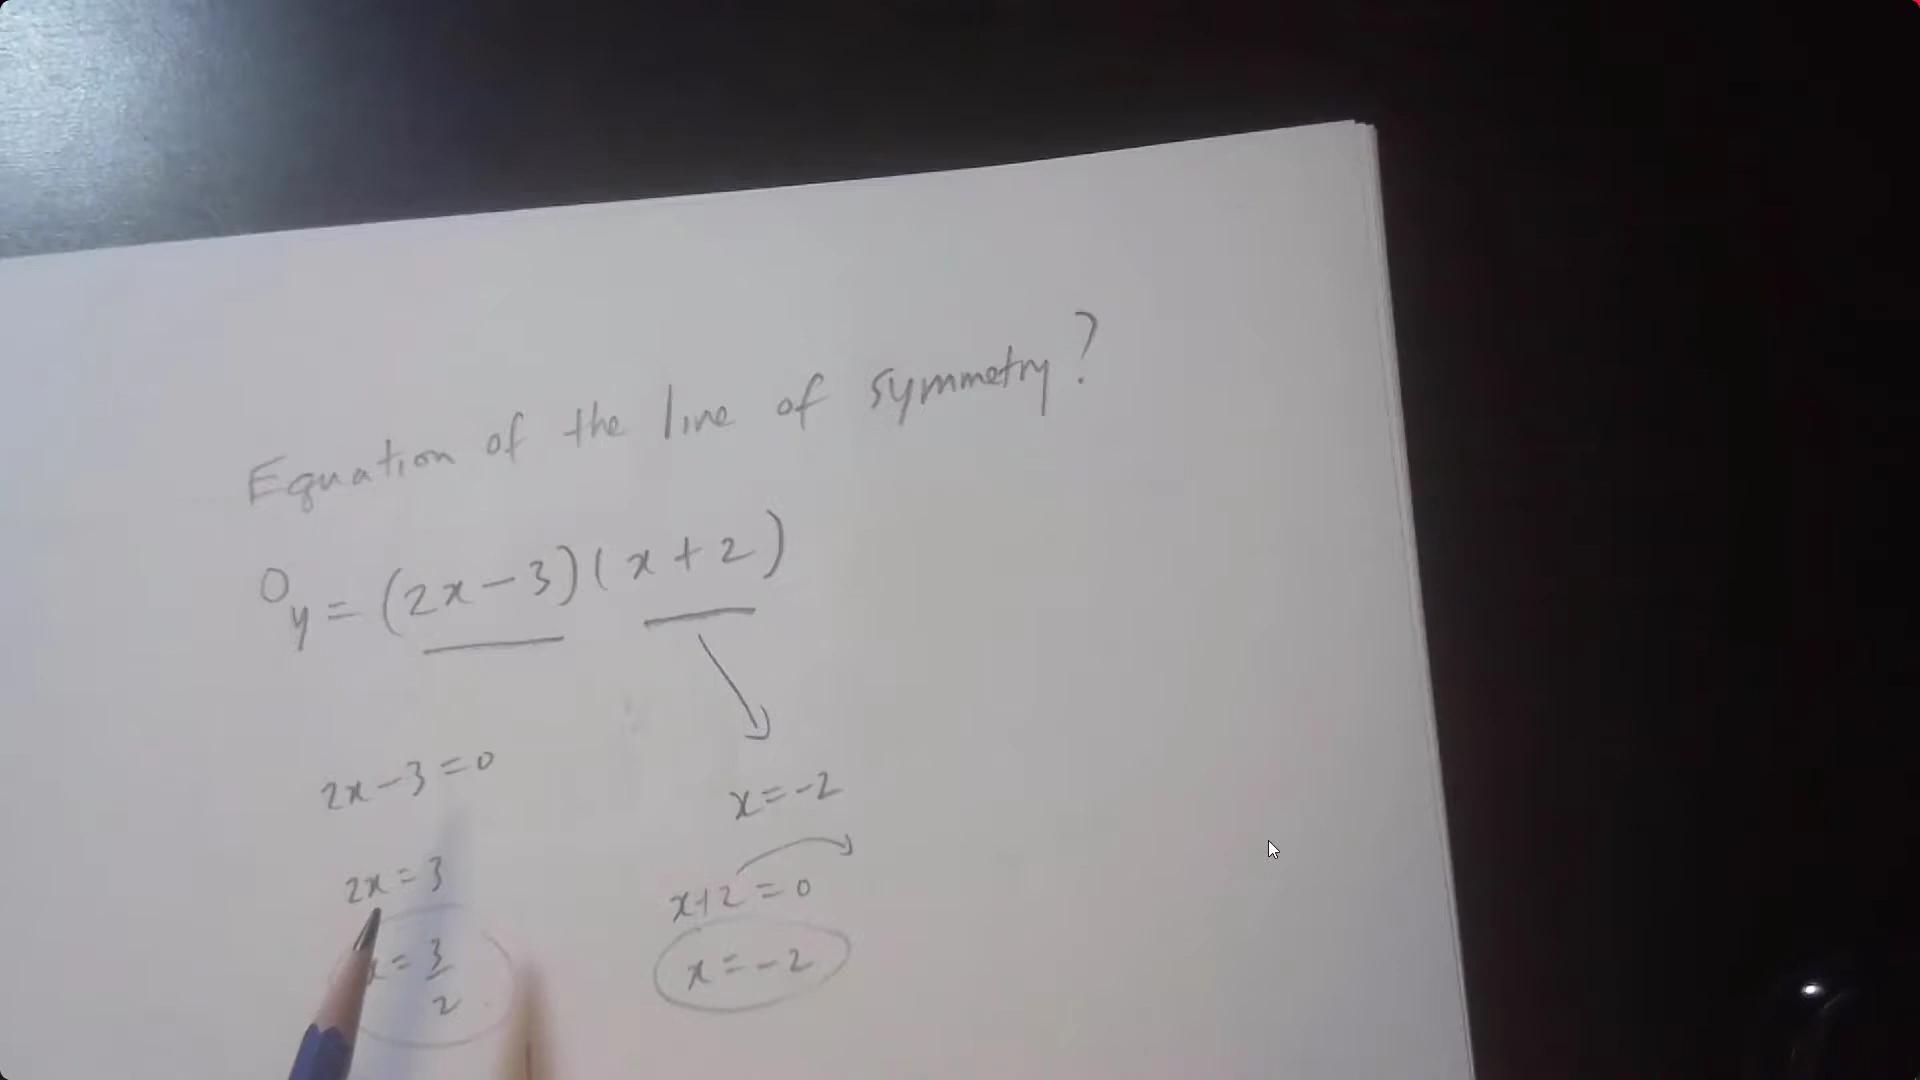 Equation of the line of symmetry?
0
y = (2x - 3)(x + 2)
2x - 3 = 0
2x = 3
x = 3/2
x = -2
x + 2 = 0
x = -2